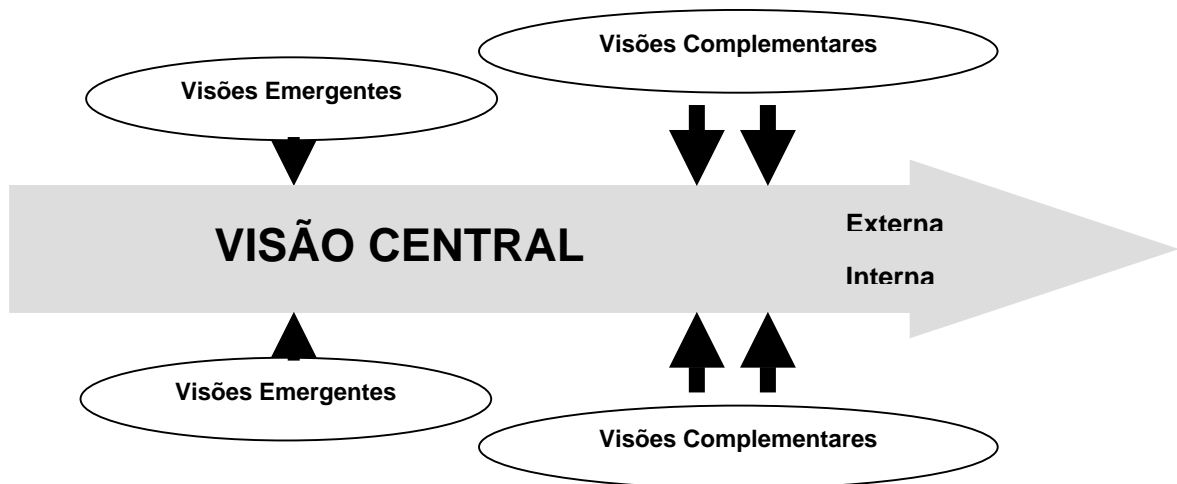 Visões Complementares
Visões Emergentes
VISÃO CENTRAL
Externa
Interna
Visões Emergentes
Visões Complementares